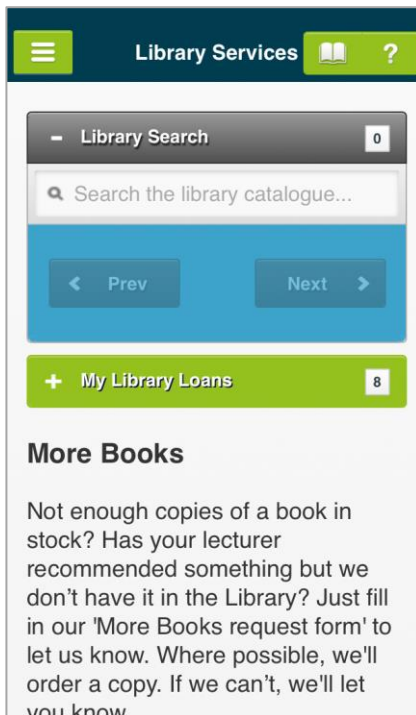 Library Services ?
Library Search 0
Search the library catalogue...
Prev Next
My Library Loans 8
More Books
Not enough copies of a book in
stock? Has your lecturer
recommended something but we
don't have it in the Library? Just fill
in our 'More Books request form' to
let us know. Where possible, we'll
order a copy. If we can't, we'll let
you know